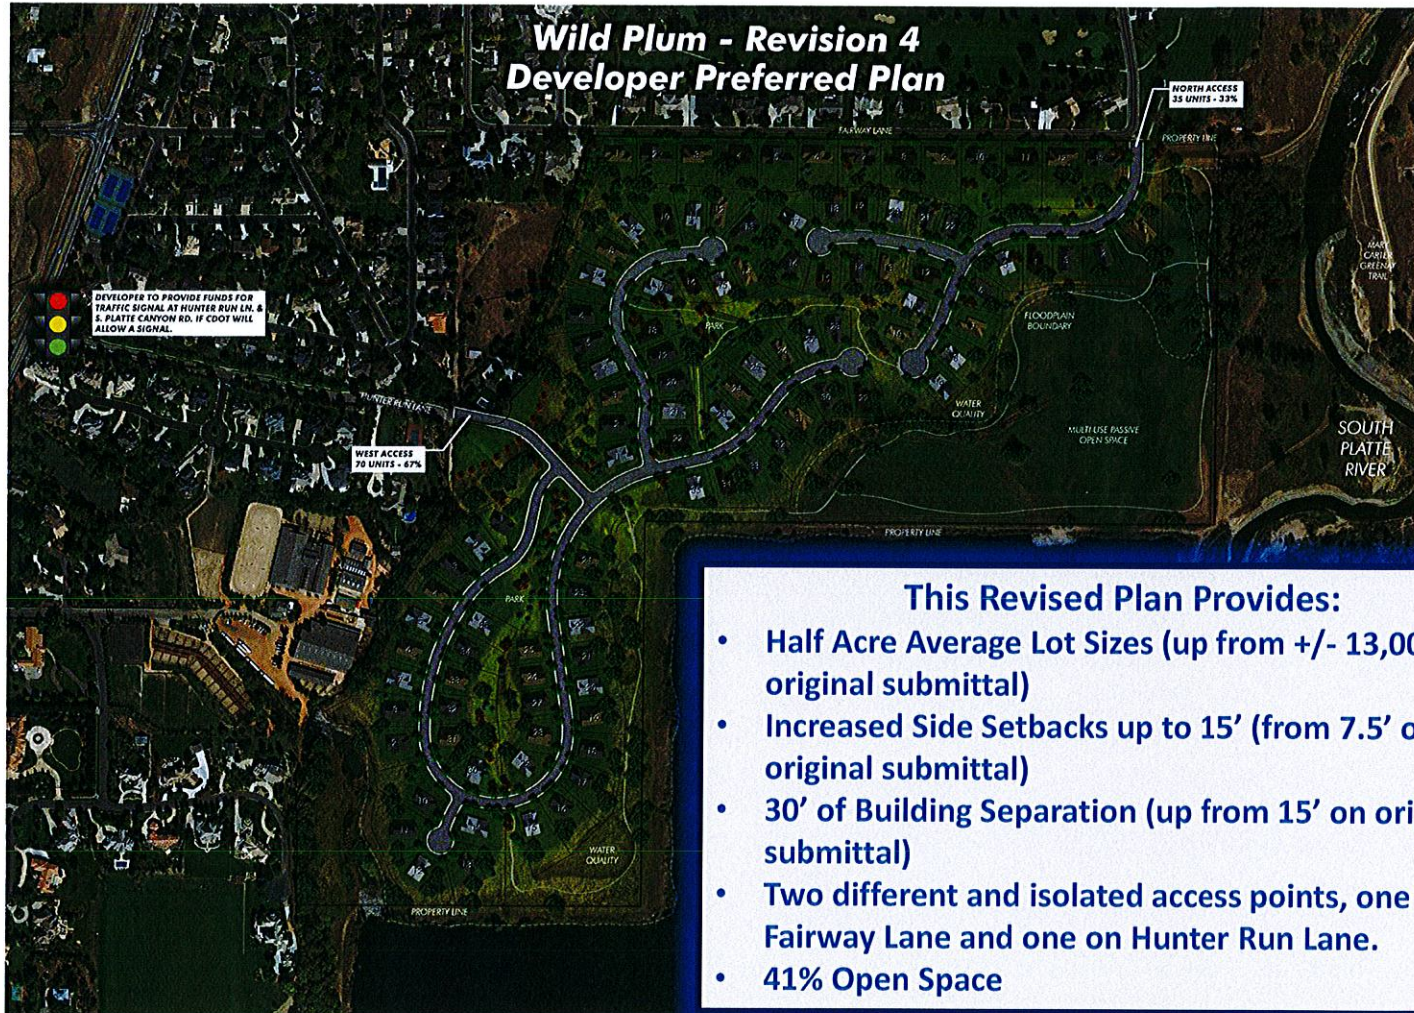 Wild Plum - Revision 4
Developer Preferred Plan
NORTH ACCESS
35 UNITS - 33%
FAIRWAY LANE
PROPERTY LINE
MARY
CARTER
GREENWAY
TRAIL
DEVELOPER TO PROVIDE FUNDS FOR
TRAFFIC SIGNAL AT HUNTER RUN LN. &
S. PLATTE CANYON RD. IF CDOT WILL
ALLOW A SIGNAL.
PARK
FLOODPLAIN
BOUNDARY
HUNTER RUN LANE
WATER
QUALITY
MULTI USE PASSIVE
OPEN SPACE
SOUTH
PLATTE
RIVER
WEST ACCESS
70 UNITS - 67%
PROPERTY LINE
PARK
WATER
QUALITY
PROPERTY LINE
This Revised Plan Provides:
• Half Acre Average Lot Sizes (up from +/- 13,00
original submittal)
• Increased Side Setbacks up to 15’ (from 7.5’ o
original submittal)
• 30’ of Building Separation (up from 15’ on ori
submittal)
• Two different and isolated access points, one
Fairway Lane and one on Hunter Run Lane.
• 41% Open Space